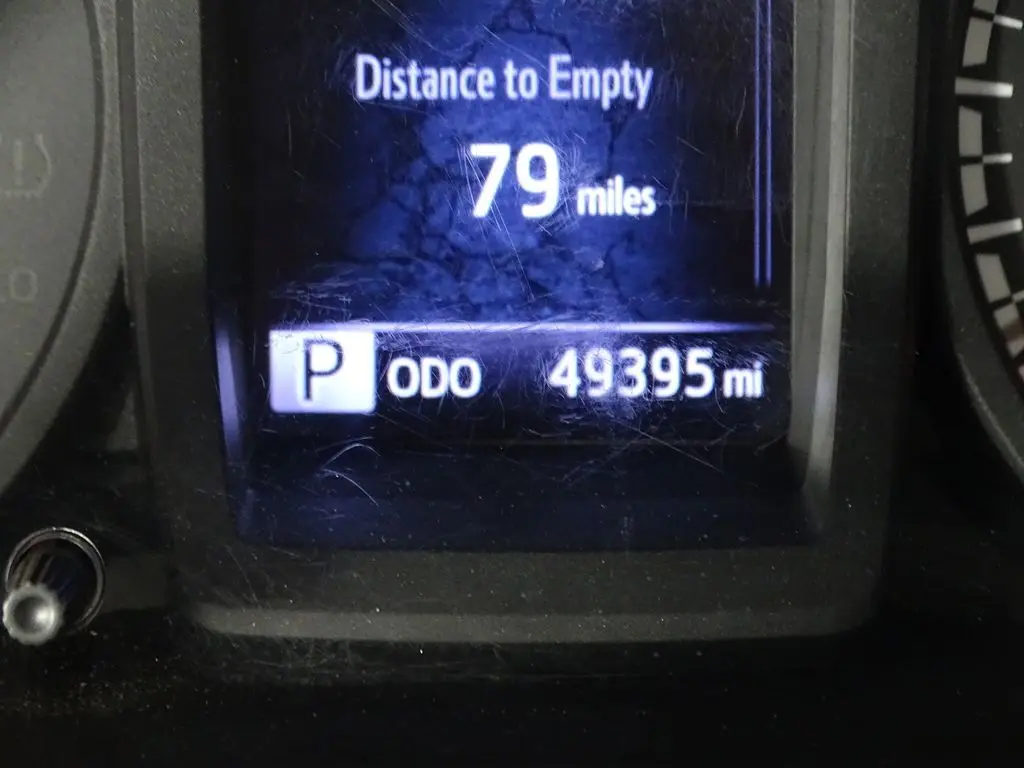 Distance to Empty
79 miles
P ODO 49395 mi